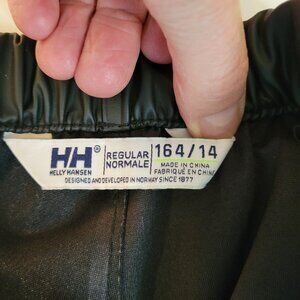 HH®
HELLY HANSEN
REGULAR
NORMALE
164/14
MADE IN CHINA
FABRIQUÉ EN CHINE
DESIGNED AND DEVELOPED IN NORWAY SINCE 1877